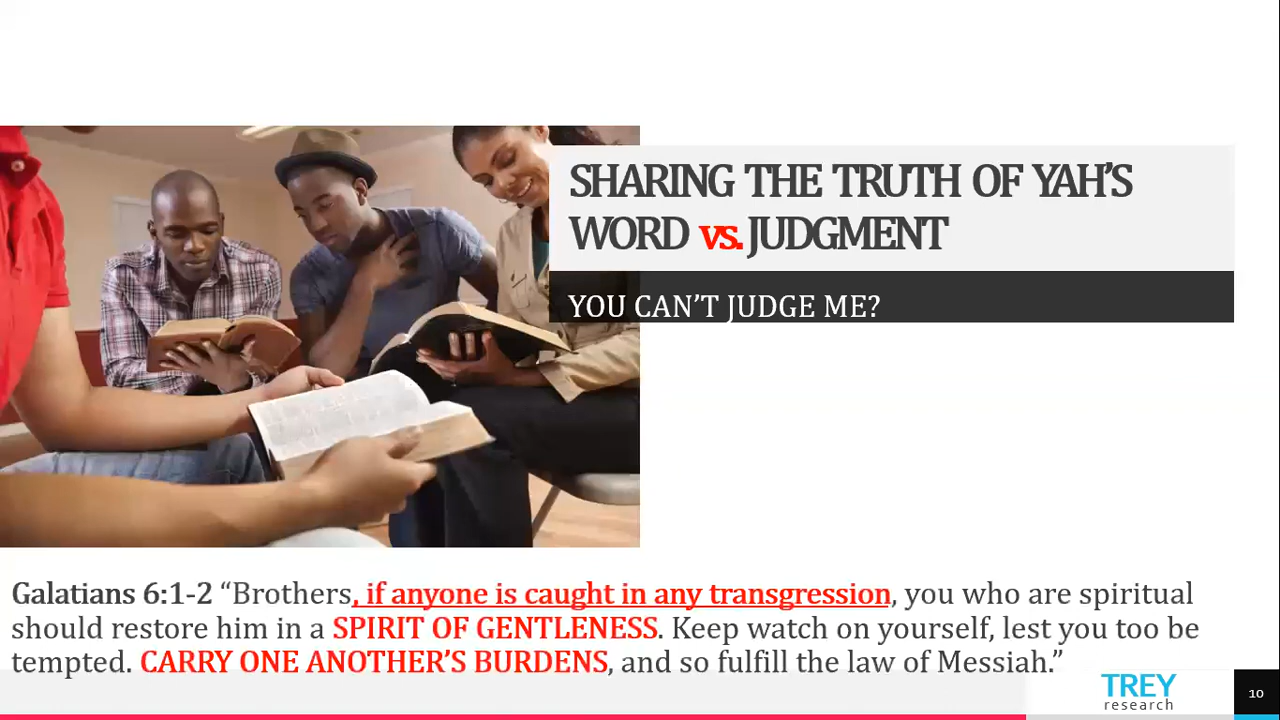 SHARING THE TRUTH OF YAH’S
WORD vs. JUDGMENT
YOU CAN’T JUDGE ME?
Galatians 6:1-2 “Brothers, if anyone is caught in any transgression, you who are spiritual
should restore him in a SPIRIT OF GENTLENESS. Keep watch on yourself, lest you too be
tempted. CARRY ONE ANOTHER’S BURDENS, and so fulfill the law of Messiah.”
TREY
research
10